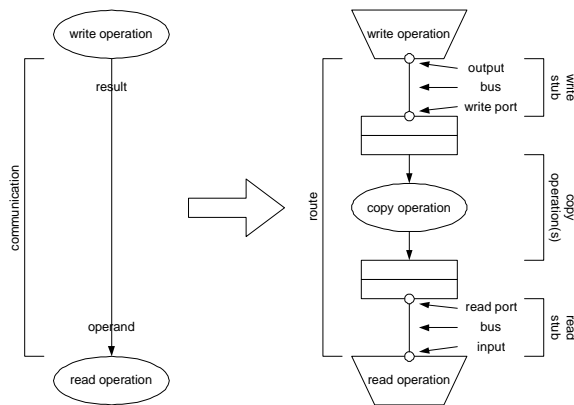 write operation
result
communication
operand
read operation
write operation
output
bus
write port
write
stub
route
copy operation
copy
operation(s)
read port
bus
input
read
stub
read operation